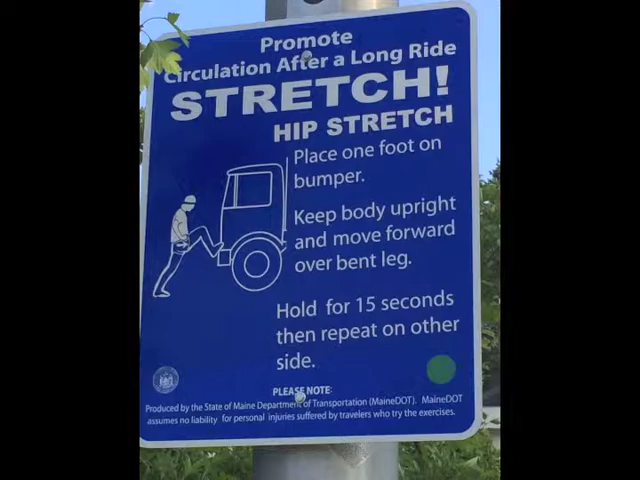 Promote
Circulation After a Long Ride
STRETCH!
HIP STRETCH
Place one foot on
bumper.
Keep body upright
and move forward
over bent leg.
Hold for 15 seconds
then repeat on other
side.
PLEASE NOTE:
Produced by the State of Maine Department of Transportation (MaineDOT). MaineDOT
assumes no liability for personal injuries suffered by travelers who try the exercises.